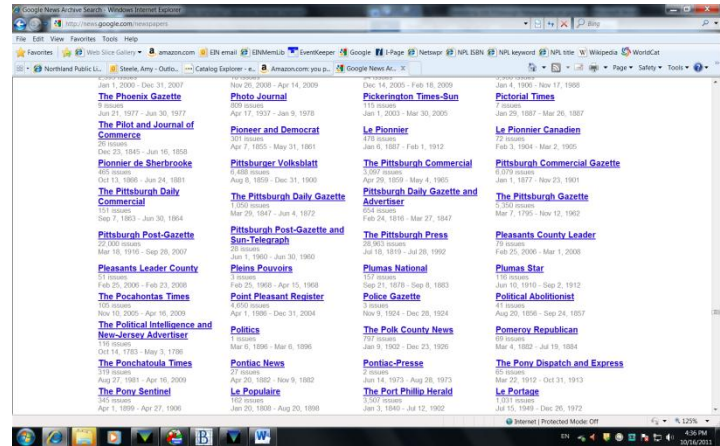 Google News Archive Search - Windows Internet Explorer
http://news.google.com/newspapers
Bing
File Edit View Favorites Tools Help
Favorites Web Slice Gallery amazon.com EIN email EINMemLib EventKeeper Google I-Page Netswpr NPL ISBN NPL keyword NPL title Wikipedia WorldCat
Northland Public Li... Steele, Amy - Outlo... Catalog Explorer - e... Amazon.com: you p... Google News Ar... X
Page Safety Tools
Jan 1, 2000 - Dec 31, 2007 Nov 26, 2008 - Apr 14, 2009 Dec 14, 2005 - Feb 18, 2009 Jan 4, 1906 - Nov 17, 1988
The Phoenix Gazette Photo Journal Pickerington Times-Sun Pictorial Times
9 issues 809 issues 115 issues 7 issues
Jun 21, 1977 - Jun 30, 1977 Apr 17, 1937 - Jan 9, 1978 Jan 1, 2003 - Mar 30, 2005 Jan 29, 1887 - Mar 26, 1887
The Pilot and Journal of Commerce Pioneer and Democrat Le Pionnier Le Pionnier Canadien
26 issues 301 issues 478 issues 72 issues
Dec 23, 1845 - Jun 16, 1858 Apr 7, 1855 - May 31, 1861 Jan 6, 1887 - Feb 1, 1912 Feb 3, 1904 - Mar 2, 1905
Pionnier de Sherbrooke Pittsburger Volksblatt The Pittsburgh Commercial Pittsburgh Commercial Gazette
465 issues 6,488 issues 3,097 issues 6,079 issues
Oct 13, 1866 - Jun 24, 1881 Aug 8, 1859 - Dec 31, 1900 Apr 29, 1859 - May 4, 1965 Jan 1, 1877 - Nov 23, 1901
The Pittsburgh Daily Commercial The Pittsburgh Daily Gazette Pittsburgh Daily Gazette and Advertiser The Pittsburgh Gazette
151 issues 1,050 issues 654 issues 5,350 issues
Sep 7, 1863 - Jun 30, 1864 Mar 29, 1847 - Jun 4, 1872 Feb 24, 1816 - Mar 27, 1847 Mar 7, 1795 - Nov 12, 1962
Pittsburgh Post-Gazette Pittsburgh Post-Gazette and Sun-Telegraph The Pittsburgh Press Pleasants County Leader
22,000 issues 28 issues 28,963 issues 79 issues
Mar 18, 1916 - Sep 28, 2007 Jun 1, 1960 - Jun 30, 1960 Jul 18, 1819 - Jul 28, 1992 Feb 25, 2006 - Mar 1, 2008
Pleasants Leader County Pleins Pouvoirs Plumas National Plumas Star
51 issues 3 issues 157 issues 116 issues
Feb 25, 2006 - Feb 23, 2008 Feb 25, 1968 - Apr 15, 1968 Sep 21, 1878 - Sep 8, 1883 Jun 10, 1910 - Sep 2, 1912
The Pocahontas Times Point Pleasant Register Police Gazette Political Abolitionist
105 issues 4,650 issues 3 issues 41 issues
Nov 10, 2005 - Apr 16, 2009 Apr 1, 1986 - Dec 31, 2004 Nov 9, 1924 - Dec 28, 1924 Aug 20, 1856 - Sep 24, 1857
The Political Intelligence and New-Jersey Advertiser Politics The Polk County News Pomeroy Republican
116 issues 1 issues 797 issues 69 issues
Oct 14, 1783 - May 3, 1786 Mar 6, 1896 - Mar 6, 1896 Jan 9, 1902 - Dec 23, 1926 Mar 4, 1882 - Jul 19, 1884
The Ponchatoula Times Pontiac News Pontiac-Presse The Pony Dispatch and Express
319 issues 27 issues 2 issues 85 issues
Aug 27, 1981 - Apr 16, 2009 Apr 20, 1882 - Nov 9, 1882 Jun 14, 1973 - Aug 28, 1973 Mar 22, 1912 - Oct 31, 1913
The Pony Sentinel Le Populaire The Port Phillip Herald Le Portage
345 issues 162 issues 3,507 issues 1,031 issues
Apr 1, 1899 - Apr 27, 1906 Jan 20, 1808 - Aug 20, 1898 Jan 3, 1840 - Jul 12, 1902 Jul 15, 1949 - Dec 26, 1972
Internet | Protected Mode: Off 125%
EN 4:36 PM
10/16/2011